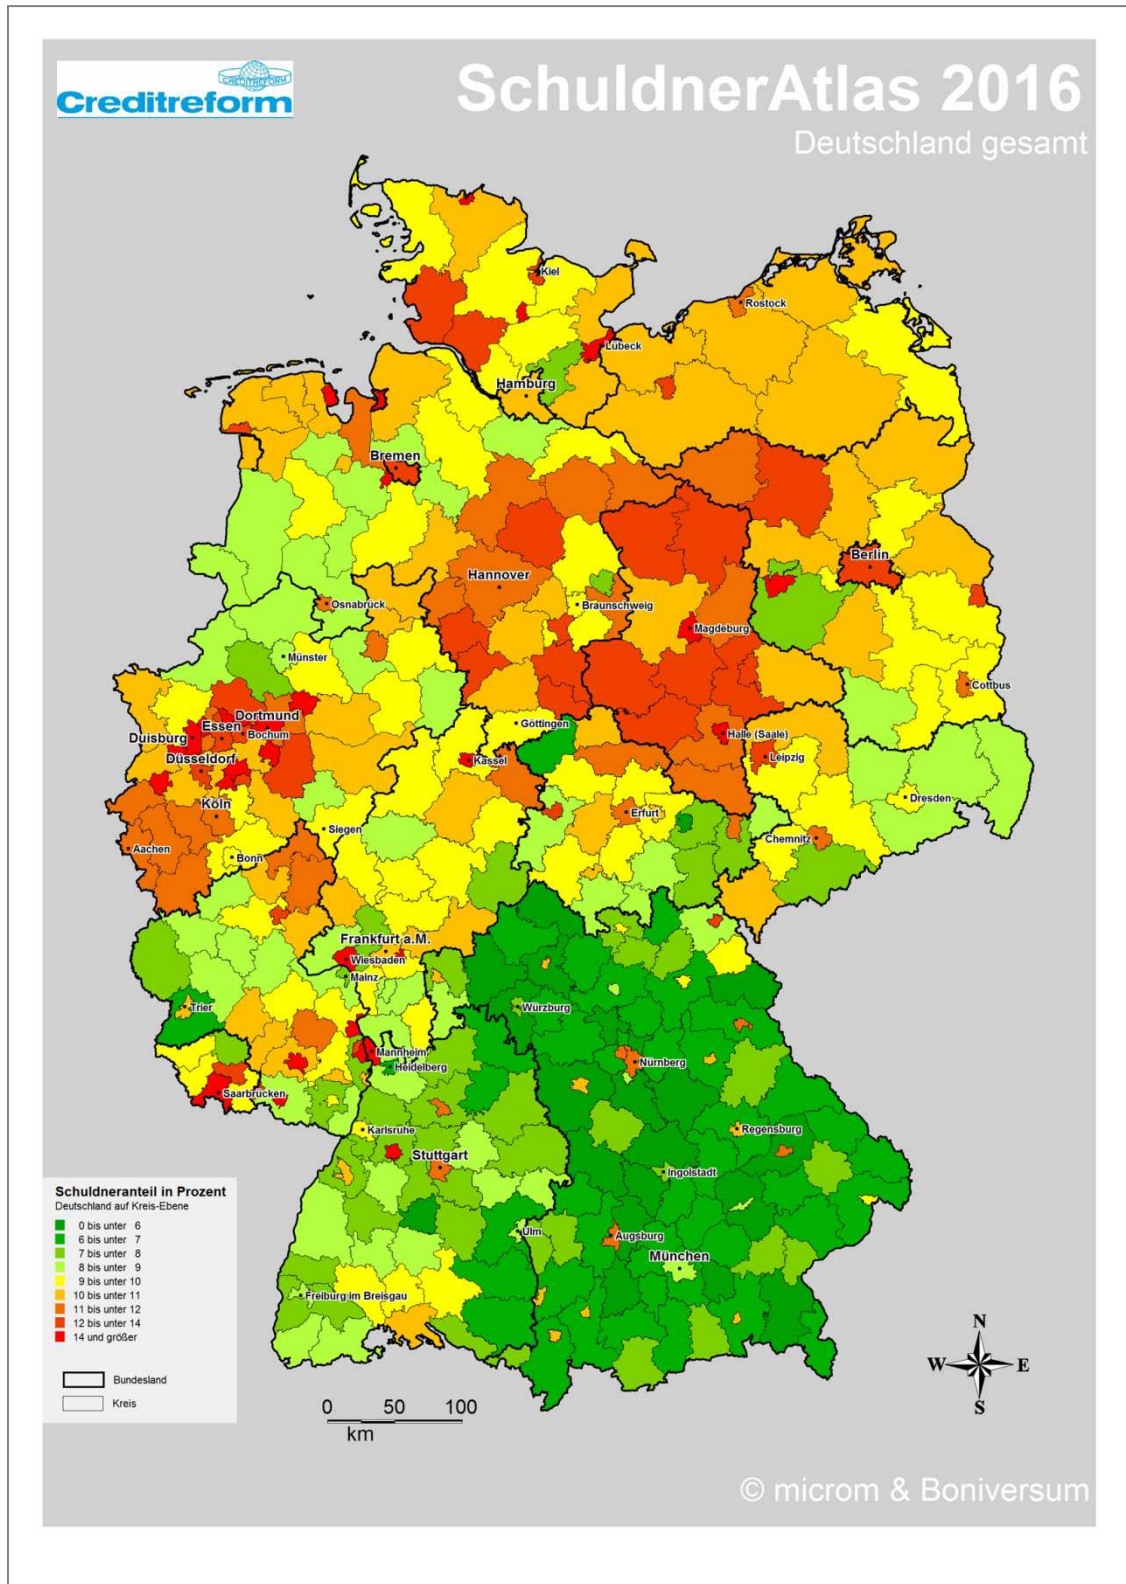 CREDITREFORM
Creditreform
SchuldnerAtlas 2016
Deutschland gesamt
Kiel
Rostock
Lübeck
Hamburg
Bremen
Berlin
Hannover
Osnabrück
Braunschweig
Magdeburg
Münster
Cottbus
Dortmund
Essen
Duisburg
Bochum
Göttingen
Halle (Saale)
Leipzig
Düsseldorf
Kassel
Köln
Dresden
Erfurt
Siegen
Chemnitz
Aachen
Bonn
Frankfurt a.M.
Wiesbaden
Mainz
Trier
Würzburg
Mannheim
Nürnberg
Heidelberg
Saarbrücken
Karlsruhe
Regensburg
Stuttgart
Ingolstadt
Schuldneranteil in Prozent
Deutschland auf Kreis-Ebene
0 bis unter 6
6 bis unter 7
7 bis unter 8
8 bis unter 9
9 bis unter 10
10 bis unter 11
11 bis unter 12
12 bis unter 14
14 und größer
Bundesland
Kreis
Ulm
Augsburg
München
Freiburg im Breisgau
N
W
E
S
0 50 100
km
© microm & Boniversum